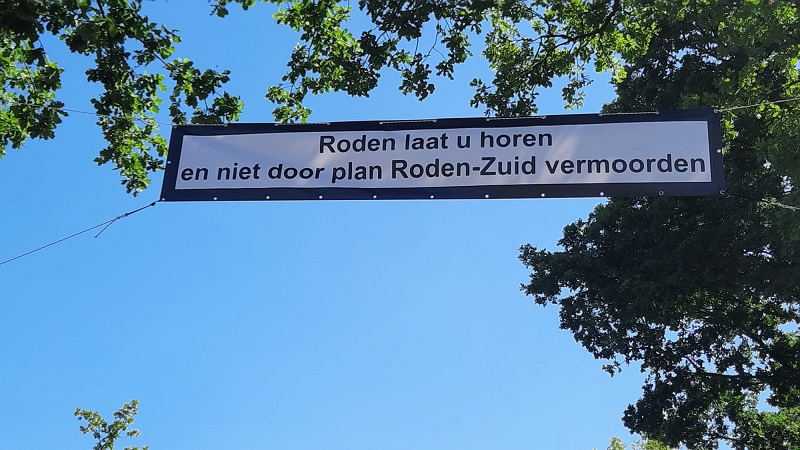 Roden laat u horen
en niet door plan Roden-Zuid vermoorden